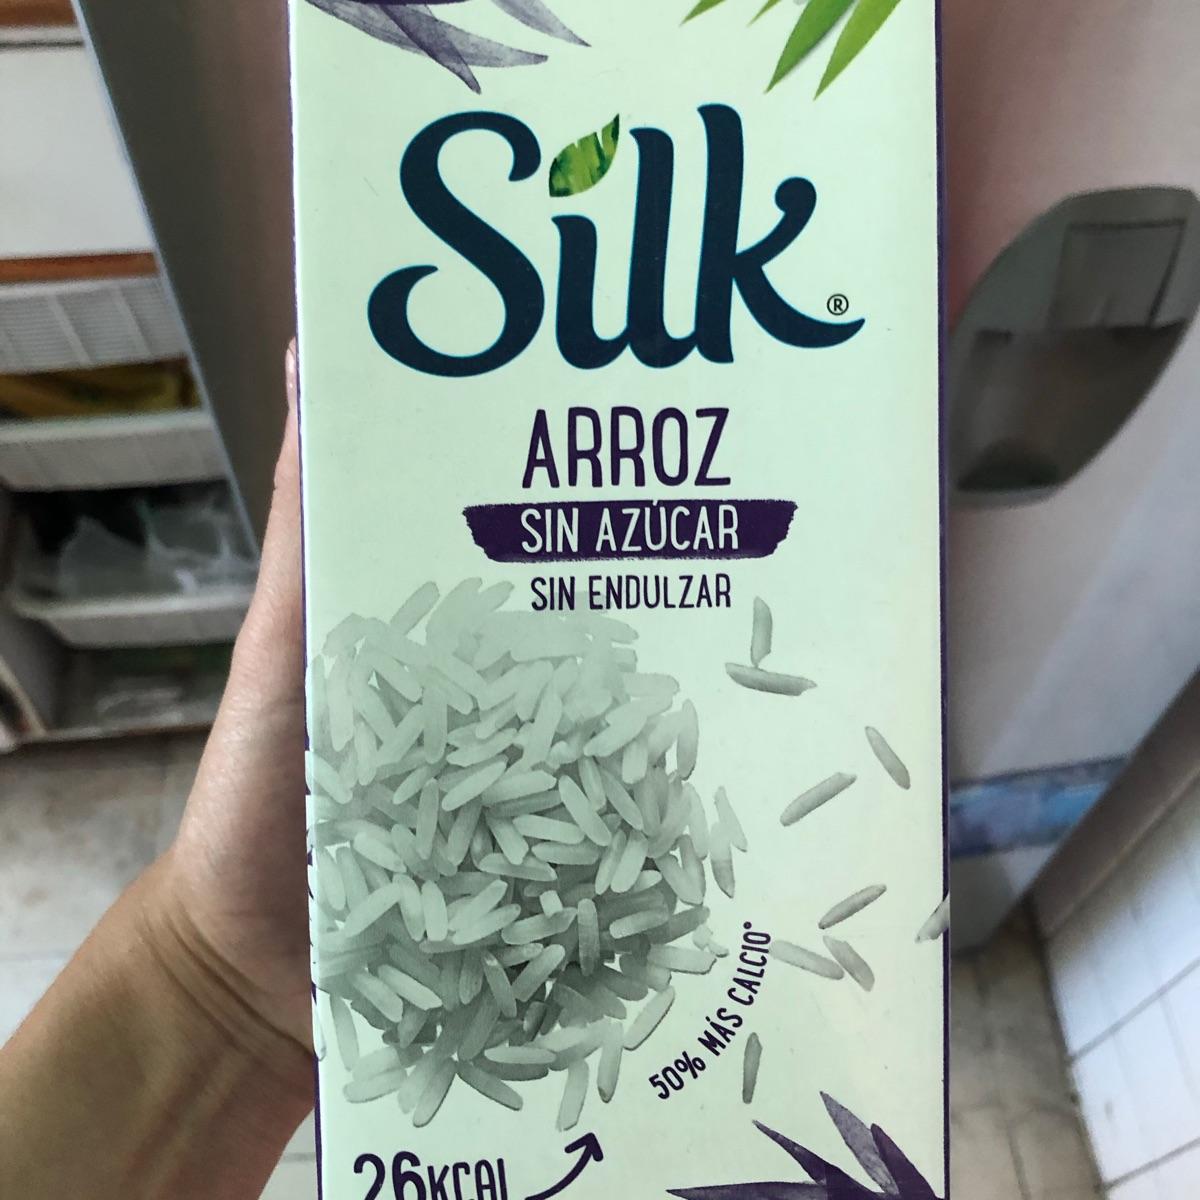 Silk®
ARROZ
SIN AZÚCAR
SIN ENDULZAR
50% MÁS CALCIO*
26KCAL